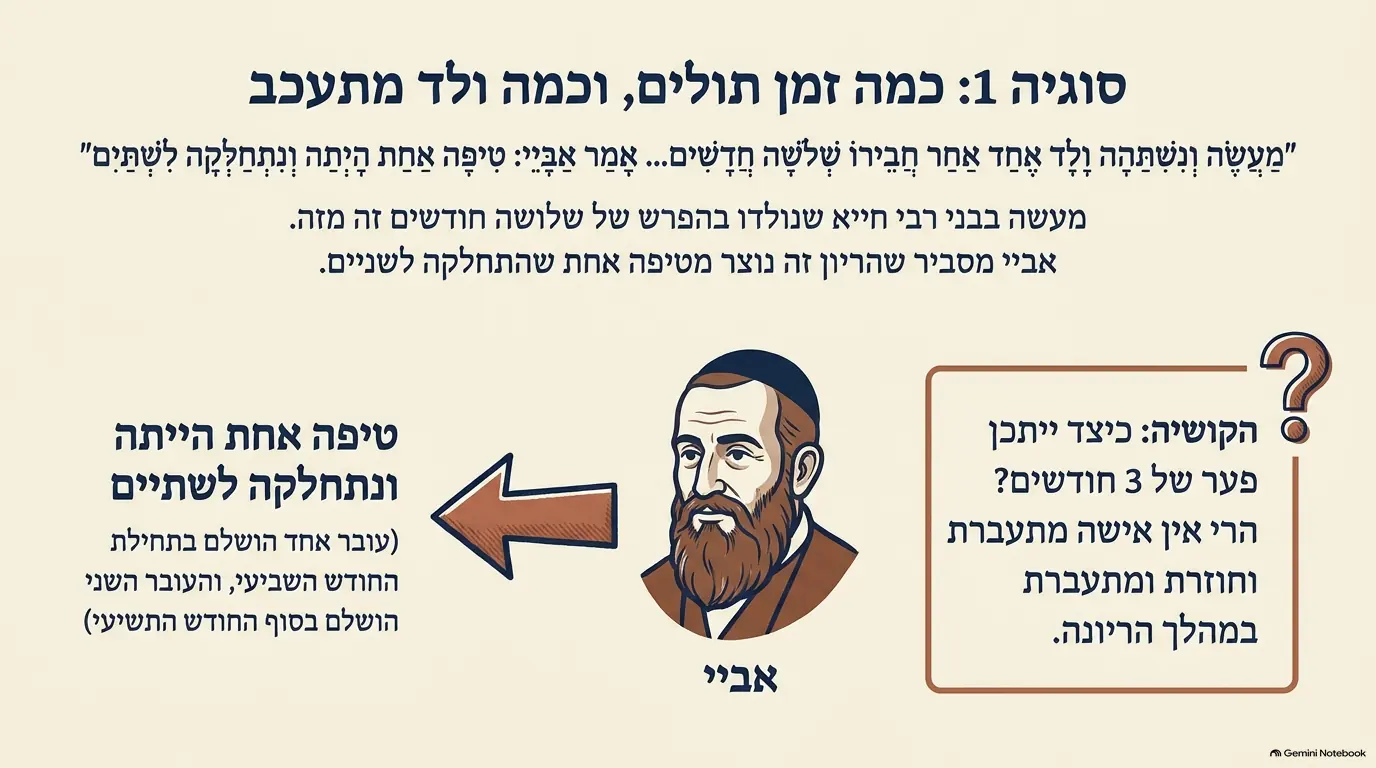 סוגיה 1: כמה זמן תולים, וכמה ולד מתעכב
"מַעֲשֶׂה וְנִשְׁתַּהָה וָלָד אֶחָד אַחַר חֲבֵירוֹ שְׁלֹשָׁה חֳדָשִׁים... אָמַר אַבָּיֵי: טִיפָּה אַחַת הָיְתָה וְנִתְחַלְּקָה לִשְׁתַּיִם"
מעשה בבני רבי חייא שנולדו בהפרש של שלושה חודשים זה מזה.
אביי מסביר שהריון זה נוצר מטיפה אחת שהתחלקה לשניים.
?
הקושיה: כיצד ייתכן
פער של 3 חודשים?
הרי אין אישה מתעברת
וחוזרת ומתעברת
במהלך הריונה.
אביי
טיפה אחת הייתה
ונתחלקה לשתיים
(עובר אחד הושלם בתחילת
החודש השביעי, והעובר השני
הושלם בסוף החודש התשיעי)
Gemini Notebook